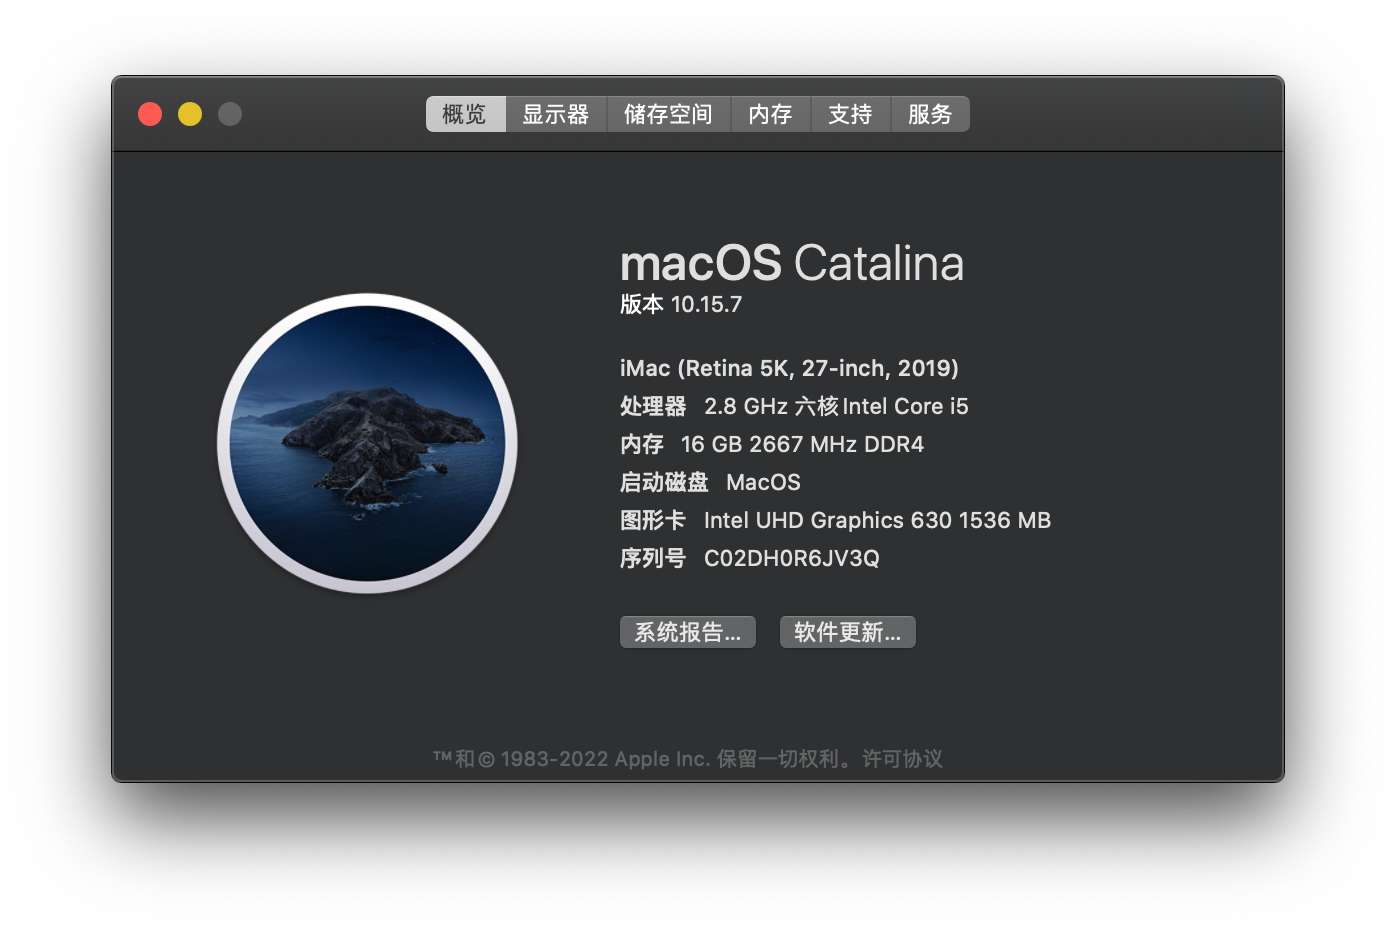 概览 显示器 储存空间 内存 支持 服务
macOS Catalina
版本 10.15.7
iMac (Retina 5K, 27-inch, 2019)
处理器 2.8 GHz 六核Intel Core i5
内存 16 GB 2667 MHz DDR4
启动磁盘 MacOS
图形卡 Intel UHD Graphics 630 1536 MB
序列号 C02DH0R6JV3Q
系统报告... 软件更新...
™和© 1983-2022 Apple Inc. 保留一切权利。许可协议